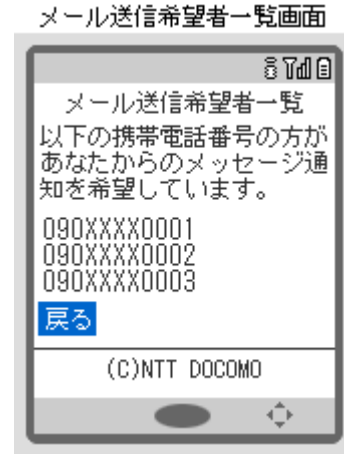 メール送信希望者一覧画面
メール送信希望者一覧
以下の携帯電話番号の方が
あなたからのメッセージ通
知を希望しています。
090XXXX0001
090XXXX0002
090XXXX0003
戻る
(C)NTT DOCOMO